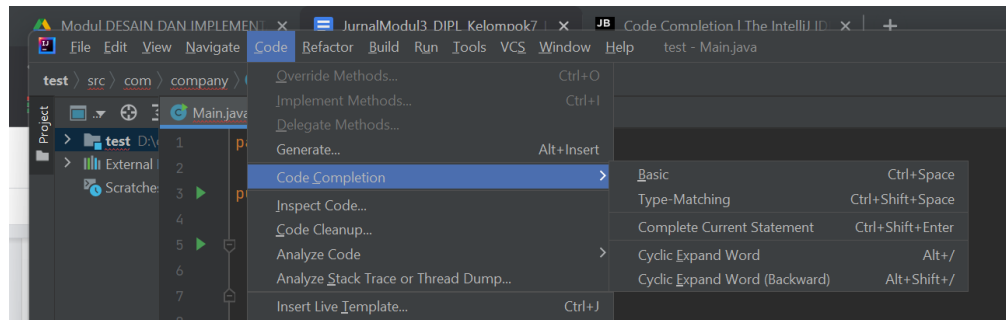 Modul DESAIN DAN IMPLEMENT JurnalModul3_DIPL_Kelompok7 JB Code Completion | The IntelliJ ID
File Edit View Navigate Code Refactor Build Run Tools VCS Window Help test - Main.java
test src com company
Override Methods... Ctrl+O
Implement Methods... Ctrl+I
Delegate Methods...
Generate... Alt+Insert
Code Completion
Inspect Code...
Code Cleanup...
Analyze Code
Analyze Stack Trace or Thread Dump...
Insert Live Template... Ctrl+J
Basic Ctrl+Space
Type-Matching Ctrl+Shift+Space
Complete Current Statement Ctrl+Shift+Enter
Cyclic Expand Word Alt+/
Cyclic Expand Word (Backward) Alt+Shift+/
Project
Main.java
test D:\
External
Scratche
1 pa
2
3 pu
4
5
6
7